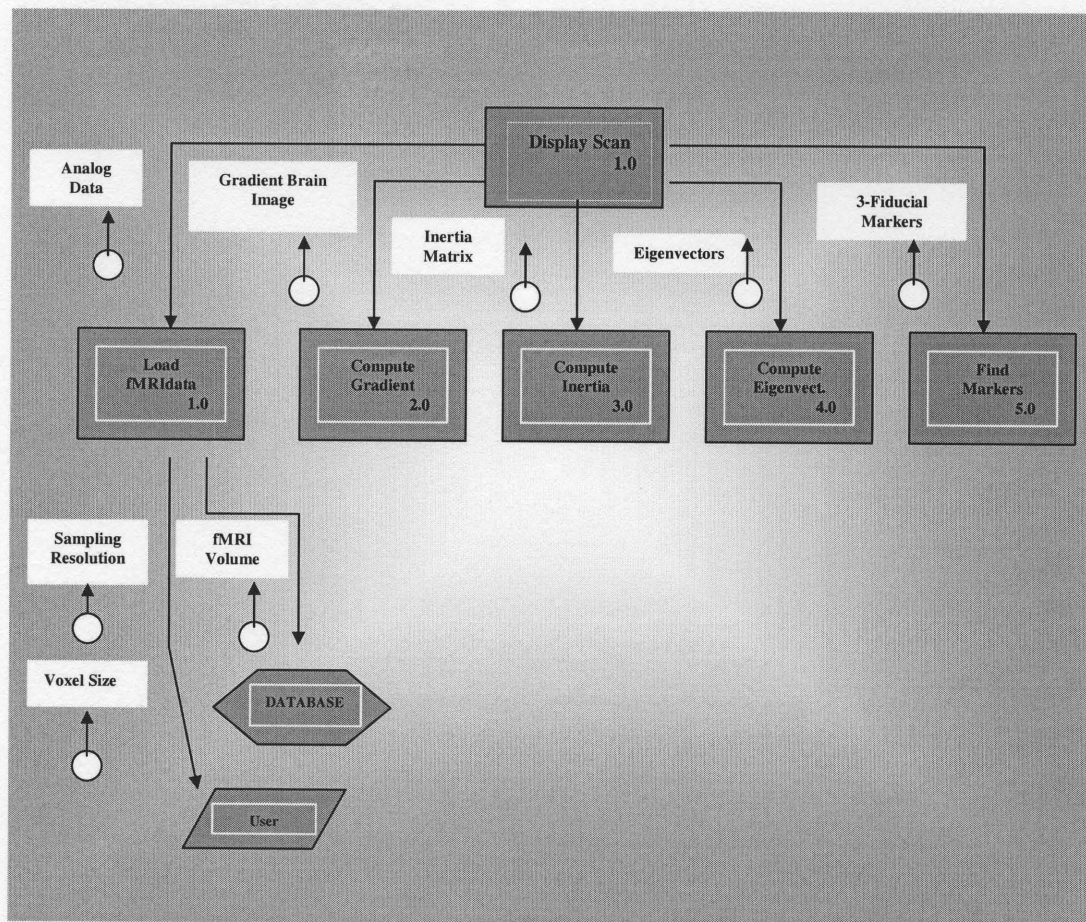 Display Scan
1.0
Analog
Data
Gradient Brain
Image
Inertia
Matrix
Eigenvectors
3-Fiducial
Markers
Load
fMRIdata
1.0
Compute
Gradient
2.0
Compute
Inertia
3.0
Compute
Eigenvect.
4.0
Find
Markers
5.0
Sampling
Resolution
fMRI
Volume
Voxel Size
DATABASE
User